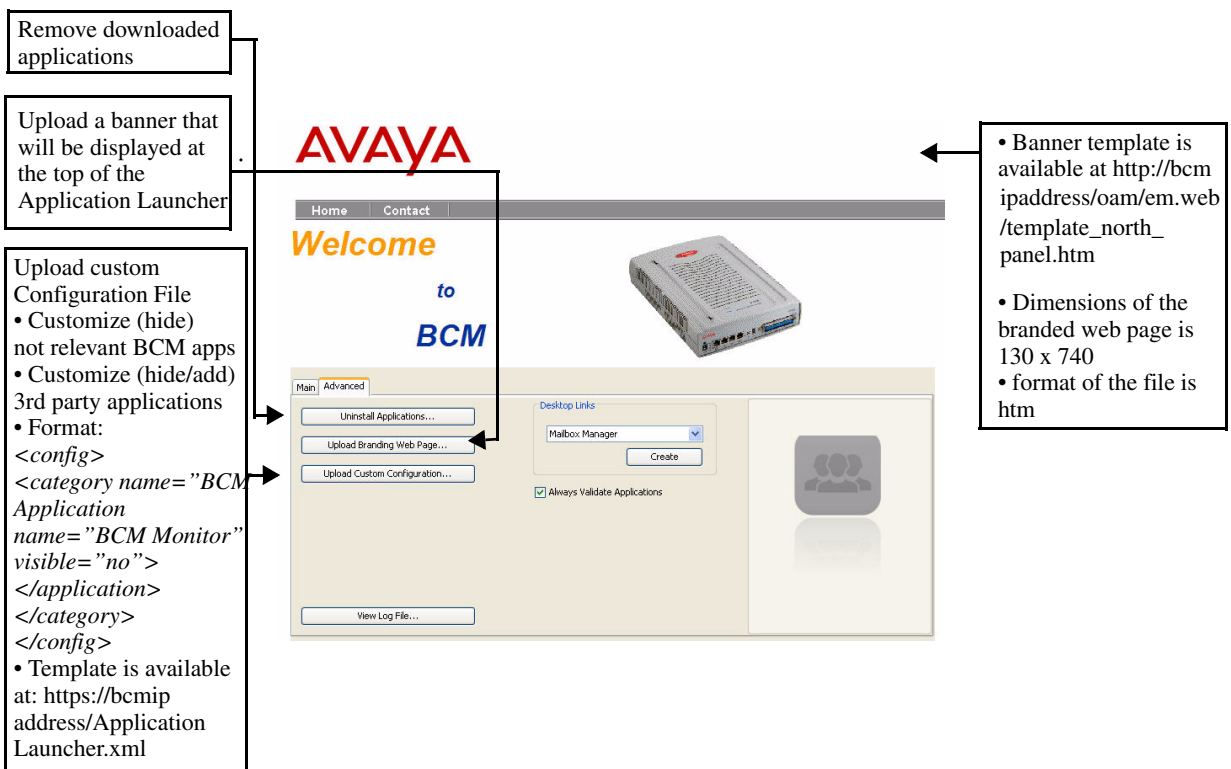 Remove downloaded
applications
Upload a banner that
will be displayed at
the top of the
Application Launcher
.
Upload custom
Configuration File
• Customize (hide)
not relevant BCM apps
• Customize (hide/add)
3rd party applications
• Format:
<config>
<category name=”BCM
Application
name=”BCM Monitor”
visible=”no”>
</application>
</category>
</config>
• Template is available
at: https://bcmip
address/Application
Launcher.xml
AVAYA
Home Contact
Welcome
to
BCM
Main Advanced
Uninstall Applications...
Upload Branding Web Page...
Upload Custom Configuration...
View Log File...
Desktop Links
Mailbox Manager
Create
Always Validate Applications
• Banner template is
available at http://bcm
ipaddress/oam/em.web
/template_north_
panel.htm
• Dimensions of the
branded web page is
130 x 740
• format of the file is
htm